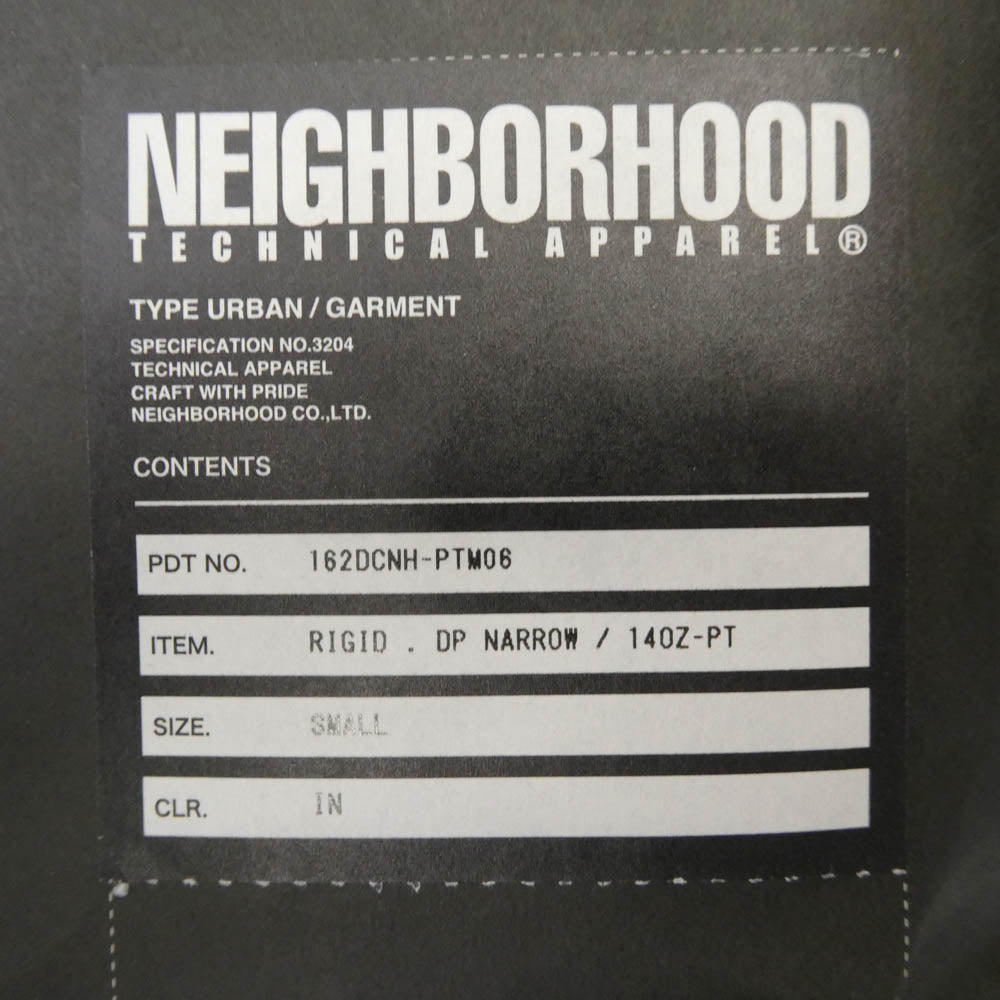 NEIGHBORHOOD
TECHNICAL APPAREL®
TYPE URBAN / GARMENT
SPECIFICATION NO.3204
TECHNICAL APPAREL
CRAFT WITH PRIDE
NEIGHBORHOOD CO.,LTD.
CONTENTS
PDT NO. 162DCNH-PTM06
ITEM. RIGID . DP NARROW / 14OZ-PT
SIZE. SMALL
CLR. IN